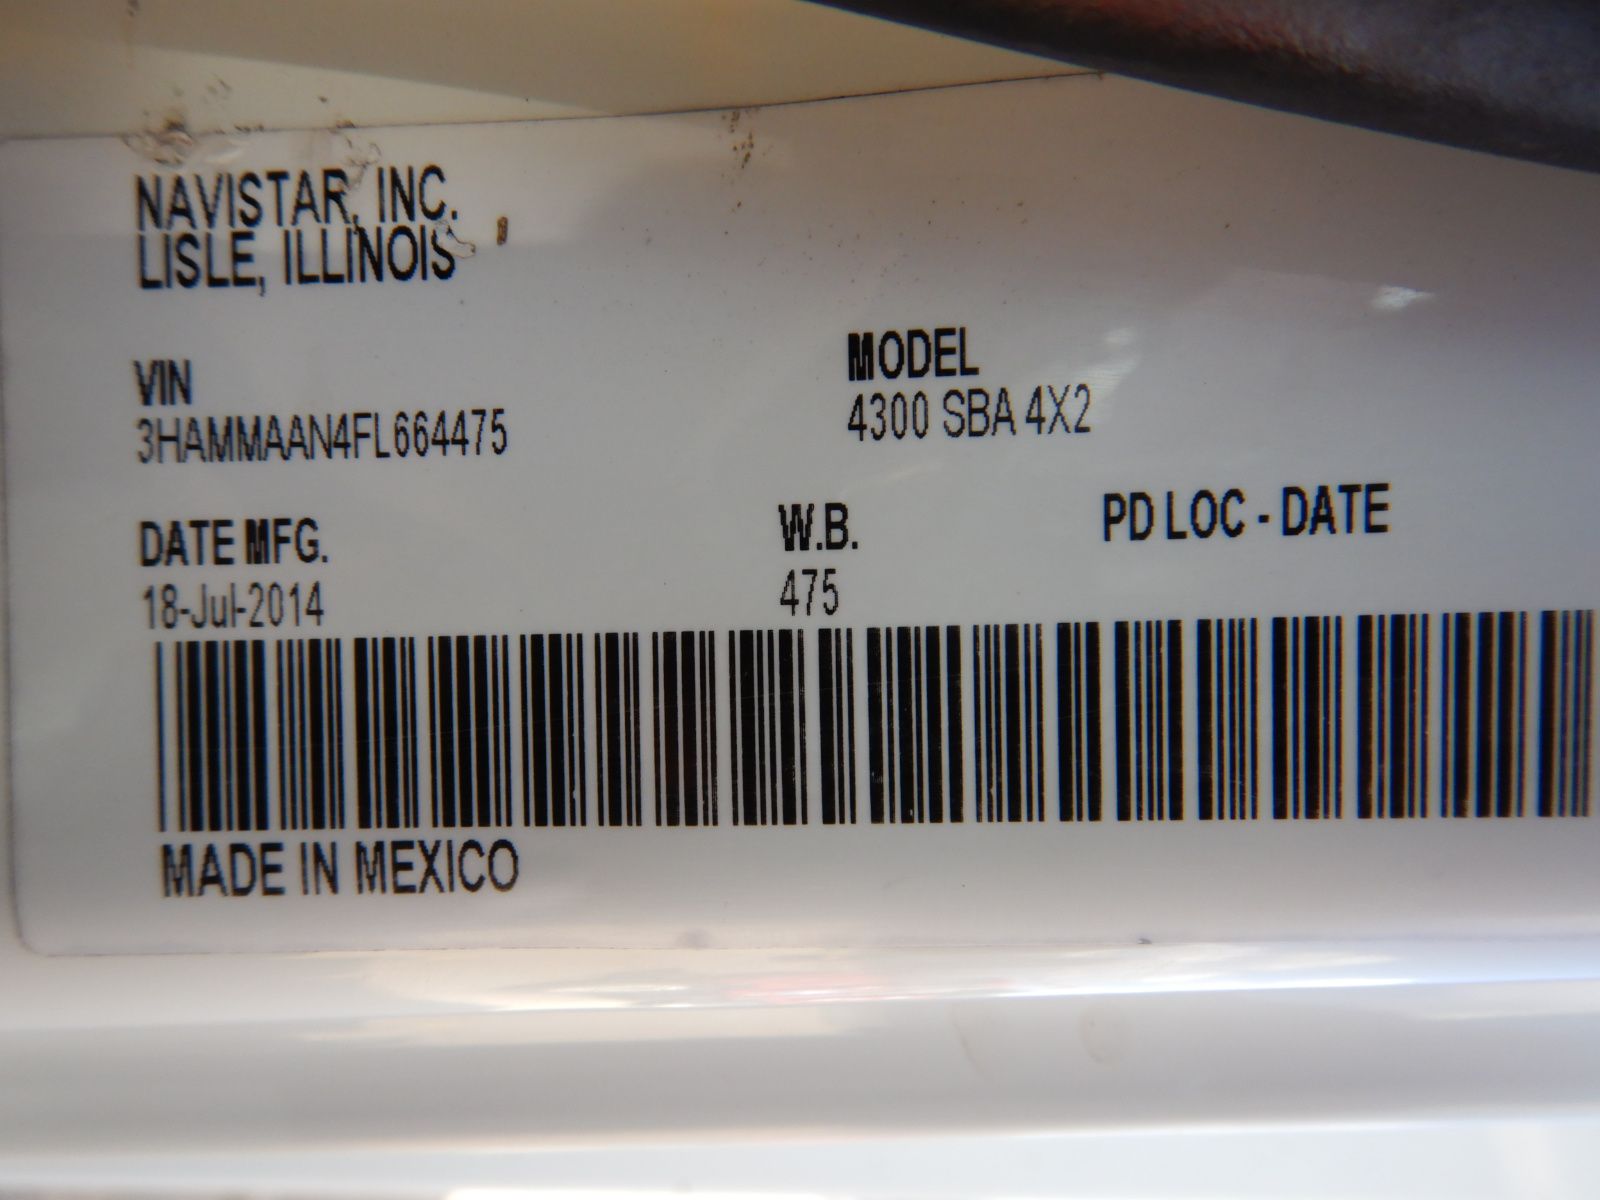 NAVISTAR, INC.
LISLE, ILLINOIS
VIN
3HAMMAAN4FL664475
MODEL
4300 SBA 4X2
DATE MFG.
18-Jul-2014
W.B.
475
PD LOC - DATE
MADE IN MEXICO